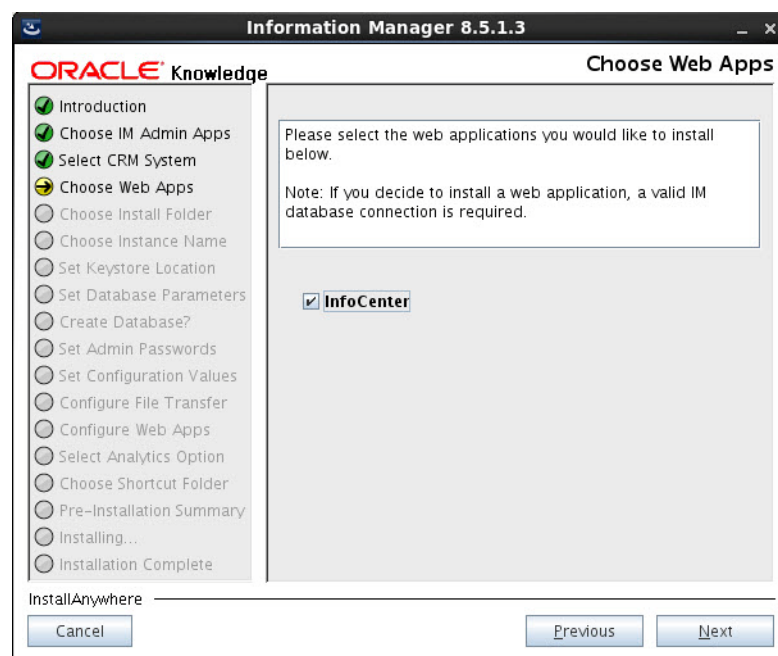 Information Manager 8.5.1.3
ORACLE Knowledge
Choose Web Apps
Introduction
Choose IM Admin Apps
Select CRM System
Choose Web Apps
Choose Install Folder
Choose Instance Name
Set Keystore Location
Set Database Parameters
Create Database?
Set Admin Passwords
Set Configuration Values
Configure File Transfer
Configure Web Apps
Select Analytics Option
Choose Shortcut Folder
Pre-Installation Summary
Installing...
Installation Complete
Please select the web applications you would like to install
below.
Note: If you decide to install a web application, a valid IM
database connection is required.
InfoCenter
InstallAnywhere
Cancel
Previous
Next